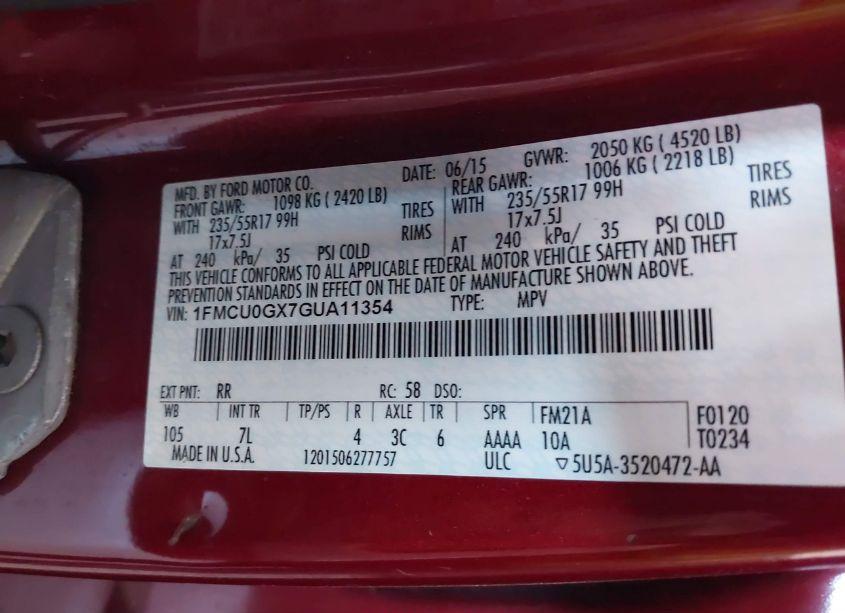 MFD. BY FORD MOTOR CO. DATE: 06/15 GVWR: 2050 KG ( 4520 LB)
FRONT GAWR: 1098 KG ( 2420 LB) REAR GAWR: 1006 KG ( 2218 LB)
WITH 235/55R17 99H TIRES WITH 235/55R17 99H TIRES
17x7.5J RIMS 17x7.5J RIMS
AT 240 kPa/ 35 PSI COLD AT 240 kPa/ 35 PSI COLD
THIS VEHICLE CONFORMS TO ALL APPLICABLE FEDERAL MOTOR VEHICLE SAFETY AND THEFT
PREVENTION STANDARDS IN EFFECT ON THE DATE OF MANUFACTURE SHOWN ABOVE.
VIN: 1FMCU0GX7GUA11354 TYPE: MPV
EXT PNT: RR RC: 58 DSO:
WB INT TR TP/PS R AXLE TR SPR FM21A F0120
105 7L 4 3C 6 AAAA 10A T0234
MADE IN U.S.A. 1201506277757 ULC ▽5U5A-3520472-AA